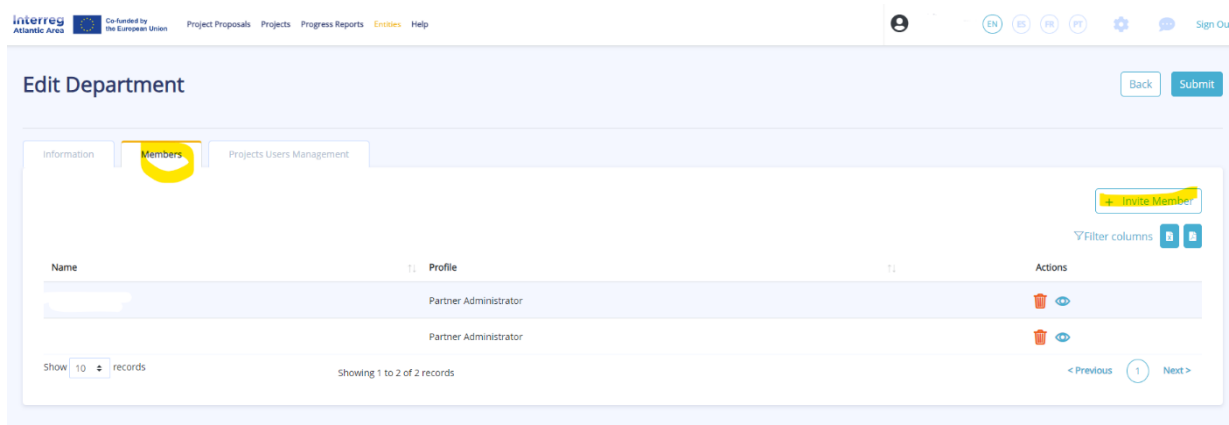 Interreg Co-funded by the European Union Project Proposals Projects Progress Reports Entities Help EN ES FR PT Sign Ou
Atlantic Area
Edit Department Back Submit
Information Members Projects Users Management
+ Invite Member
Filter columns
Name Profile Actions
Partner Administrator
Partner Administrator
Show 10 records Showing 1 to 2 of 2 records < Previous 1 Next >